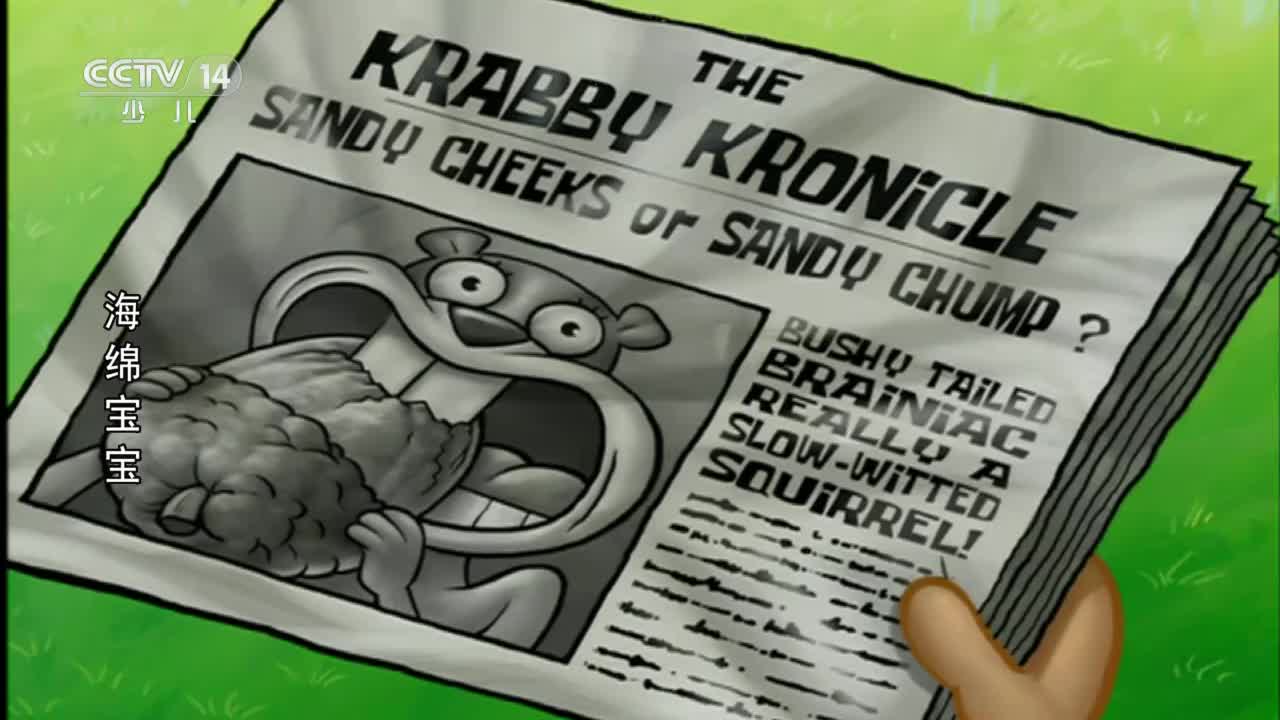 CCTV 14
少儿
THE
KRABBY KRONiCLE
SANDY CHEEKS or SANDY CHUMP ?
BUSHY TAiLED
BRAiNiAC
REALLY A
SLOW-WiTTED
SQUiRREL!
海绵宝宝